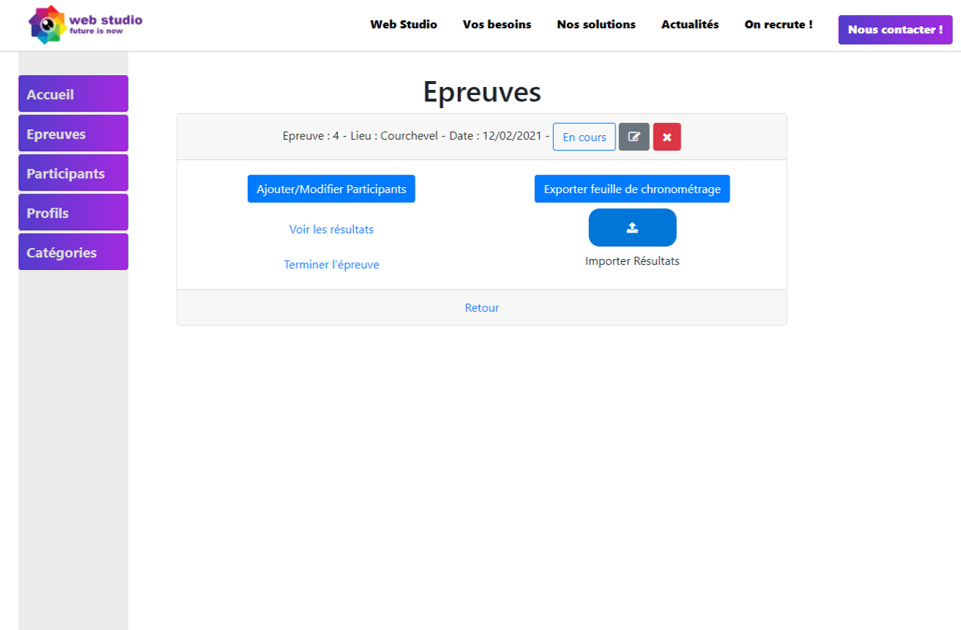 web studio
future is now
Web Studio Vos besoins Nos solutions Actualités On recrute ! Nous contacter !
Accueil
Epreuves
Participants
Profils
Catégories
Epreuves
Epreuve : 4 - Lieu : Courchevel - Date : 12/02/2021 - En cours
Ajouter/Modifier Participants
Voir les résultats
Terminer l'épreuve
Exporter feuille de chronométrage
Importer Résultats
Retour